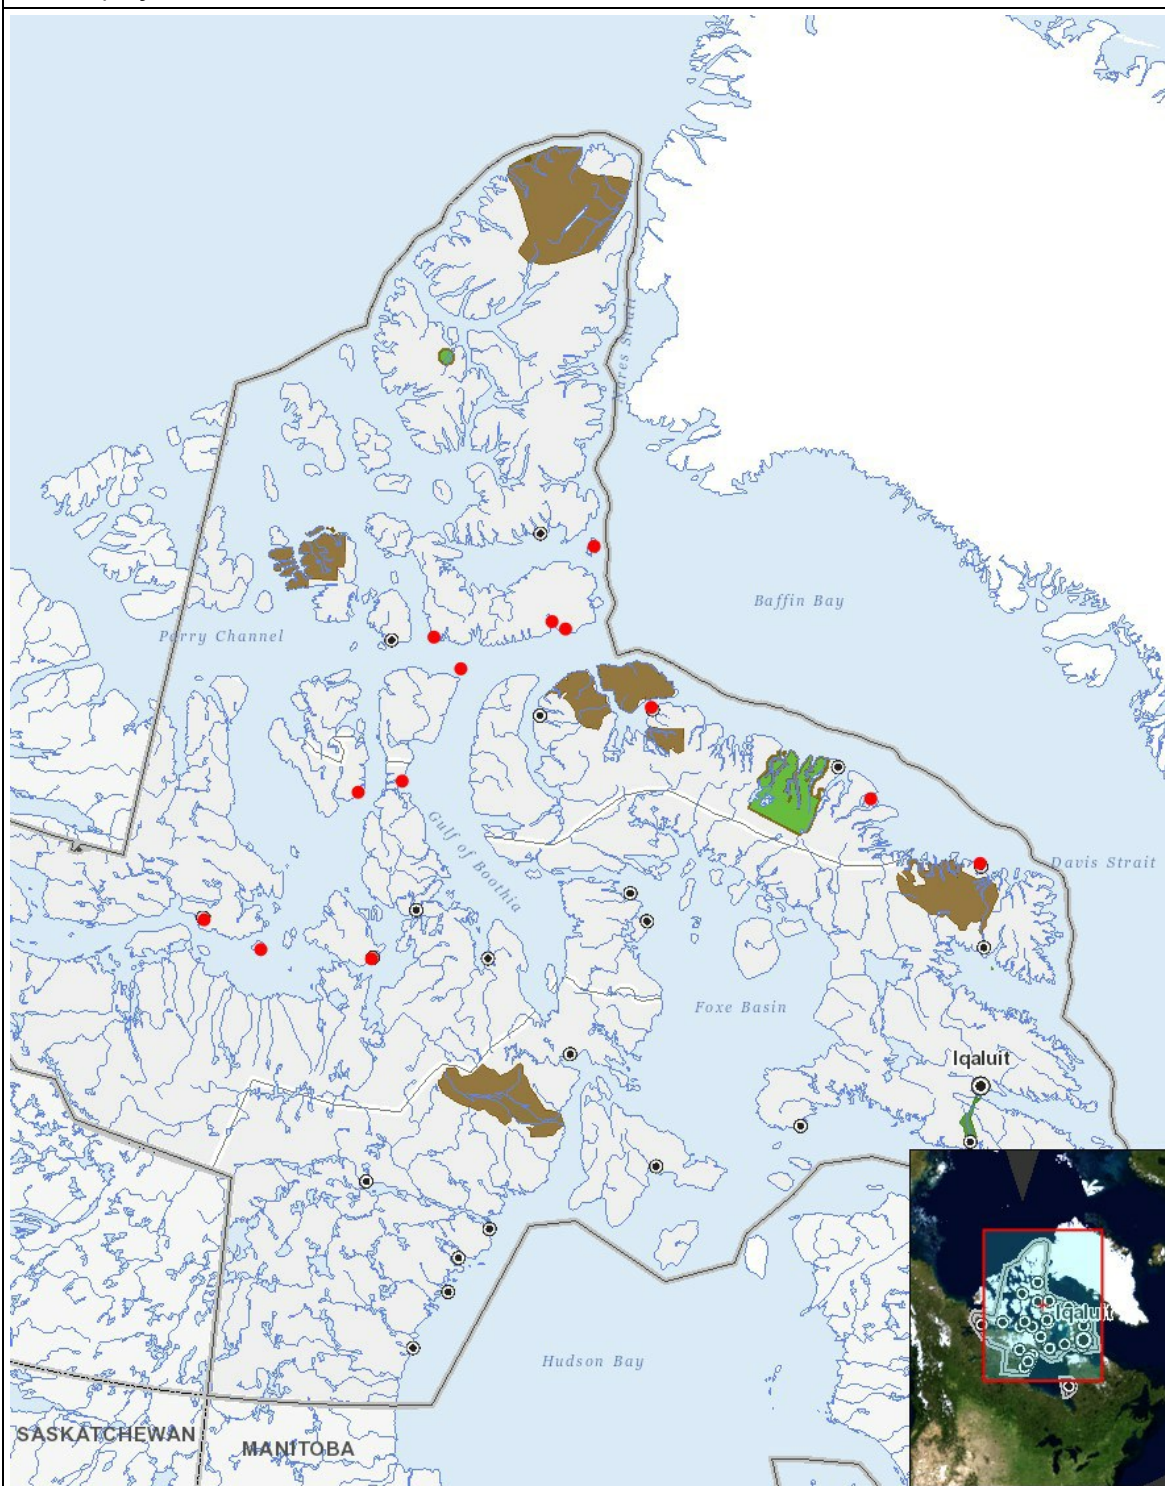 Nares Strait
Baffin Bay
Parry Channel
Gulf of Boothia
Davis Strait
Foxe Basin
Iqaluit
Iqaluit
Hudson Bay
SASKATCHEWAN
MANITOBA